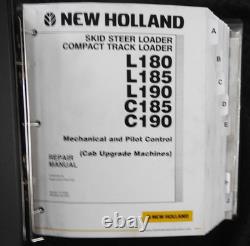 NEW HOLLAND
SKID STEER LOADER
COMPACT TRACK LOADER
L180
L185
L190
C185
C190
Mechanical and Pilot Control
(Cab Upgrade Machines)
REPAIR
MANUAL
NEW HOLLAND
A